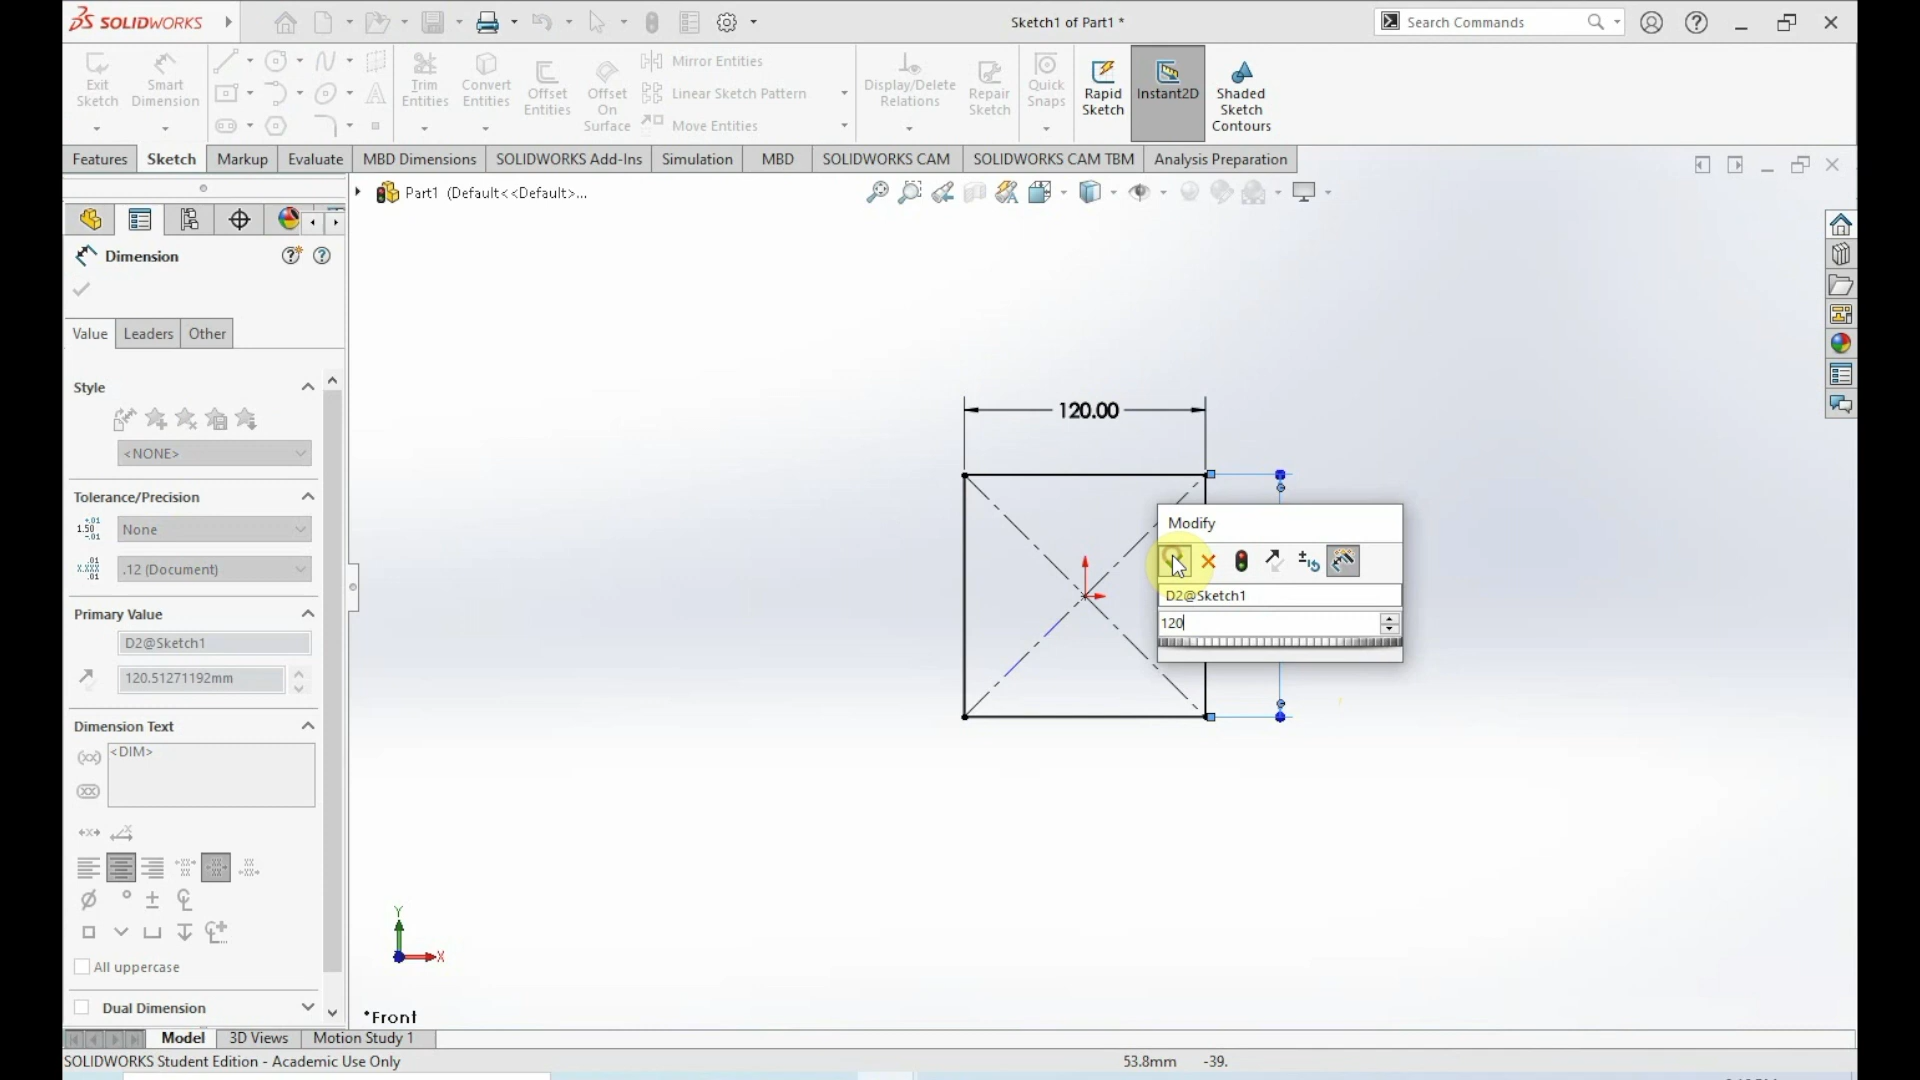 SOLIDWORKS
Sketch1 of Part1 *
Search Commands
Exit Sketch
Smart Dimension
Trim Entities
Convert Entities
Offset Entities
Offset On Surface
Mirror Entities
Linear Sketch Pattern
Move Entities
Display/Delete Relations
Repair Sketch
Quick Snaps
Rapid Sketch
Instant2D
Shaded Sketch Contours
Features
Sketch
Markup
Evaluate
MBD Dimensions
SOLIDWORKS Add-Ins
Simulation
MBD
SOLIDWORKS CAM
SOLIDWORKS CAM TBM
Analysis Preparation
Part1 (Default<<Default>...
Dimension
Value
Leaders
Other
Style
<NONE>
Tolerance/Precision
None
.12 (Document)
Primary Value
D2@Sketch1
120.51271192mm
Dimension Text
<DIM>
All uppercase
Dual Dimension
120.00
Modify
D2@Sketch1
120
Y
X
*Front
Model
3D Views
Motion Study 1
SOLIDWORKS Student Edition - Academic Use Only
53.8mm
-39.